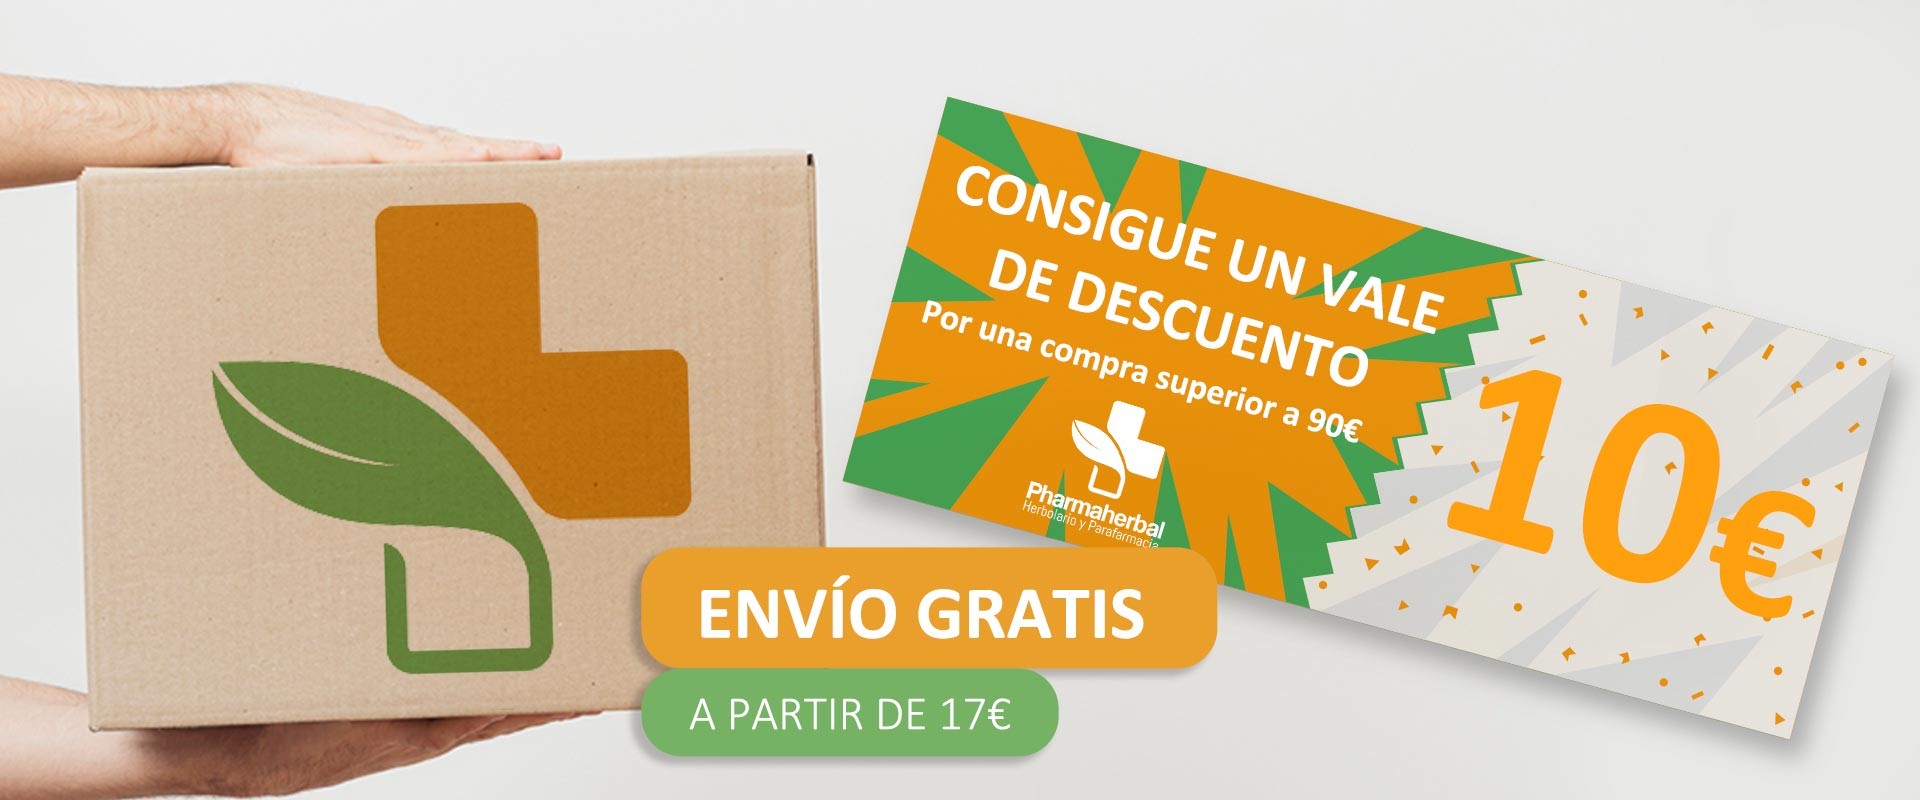 CONSIGUE UN VALE
DE DESCUENTO
Por una compra superior a 90€
10€
Pharmaherbal
Herbolario y Parafarmacia
ENVÍO GRATIS
A PARTIR DE 17€